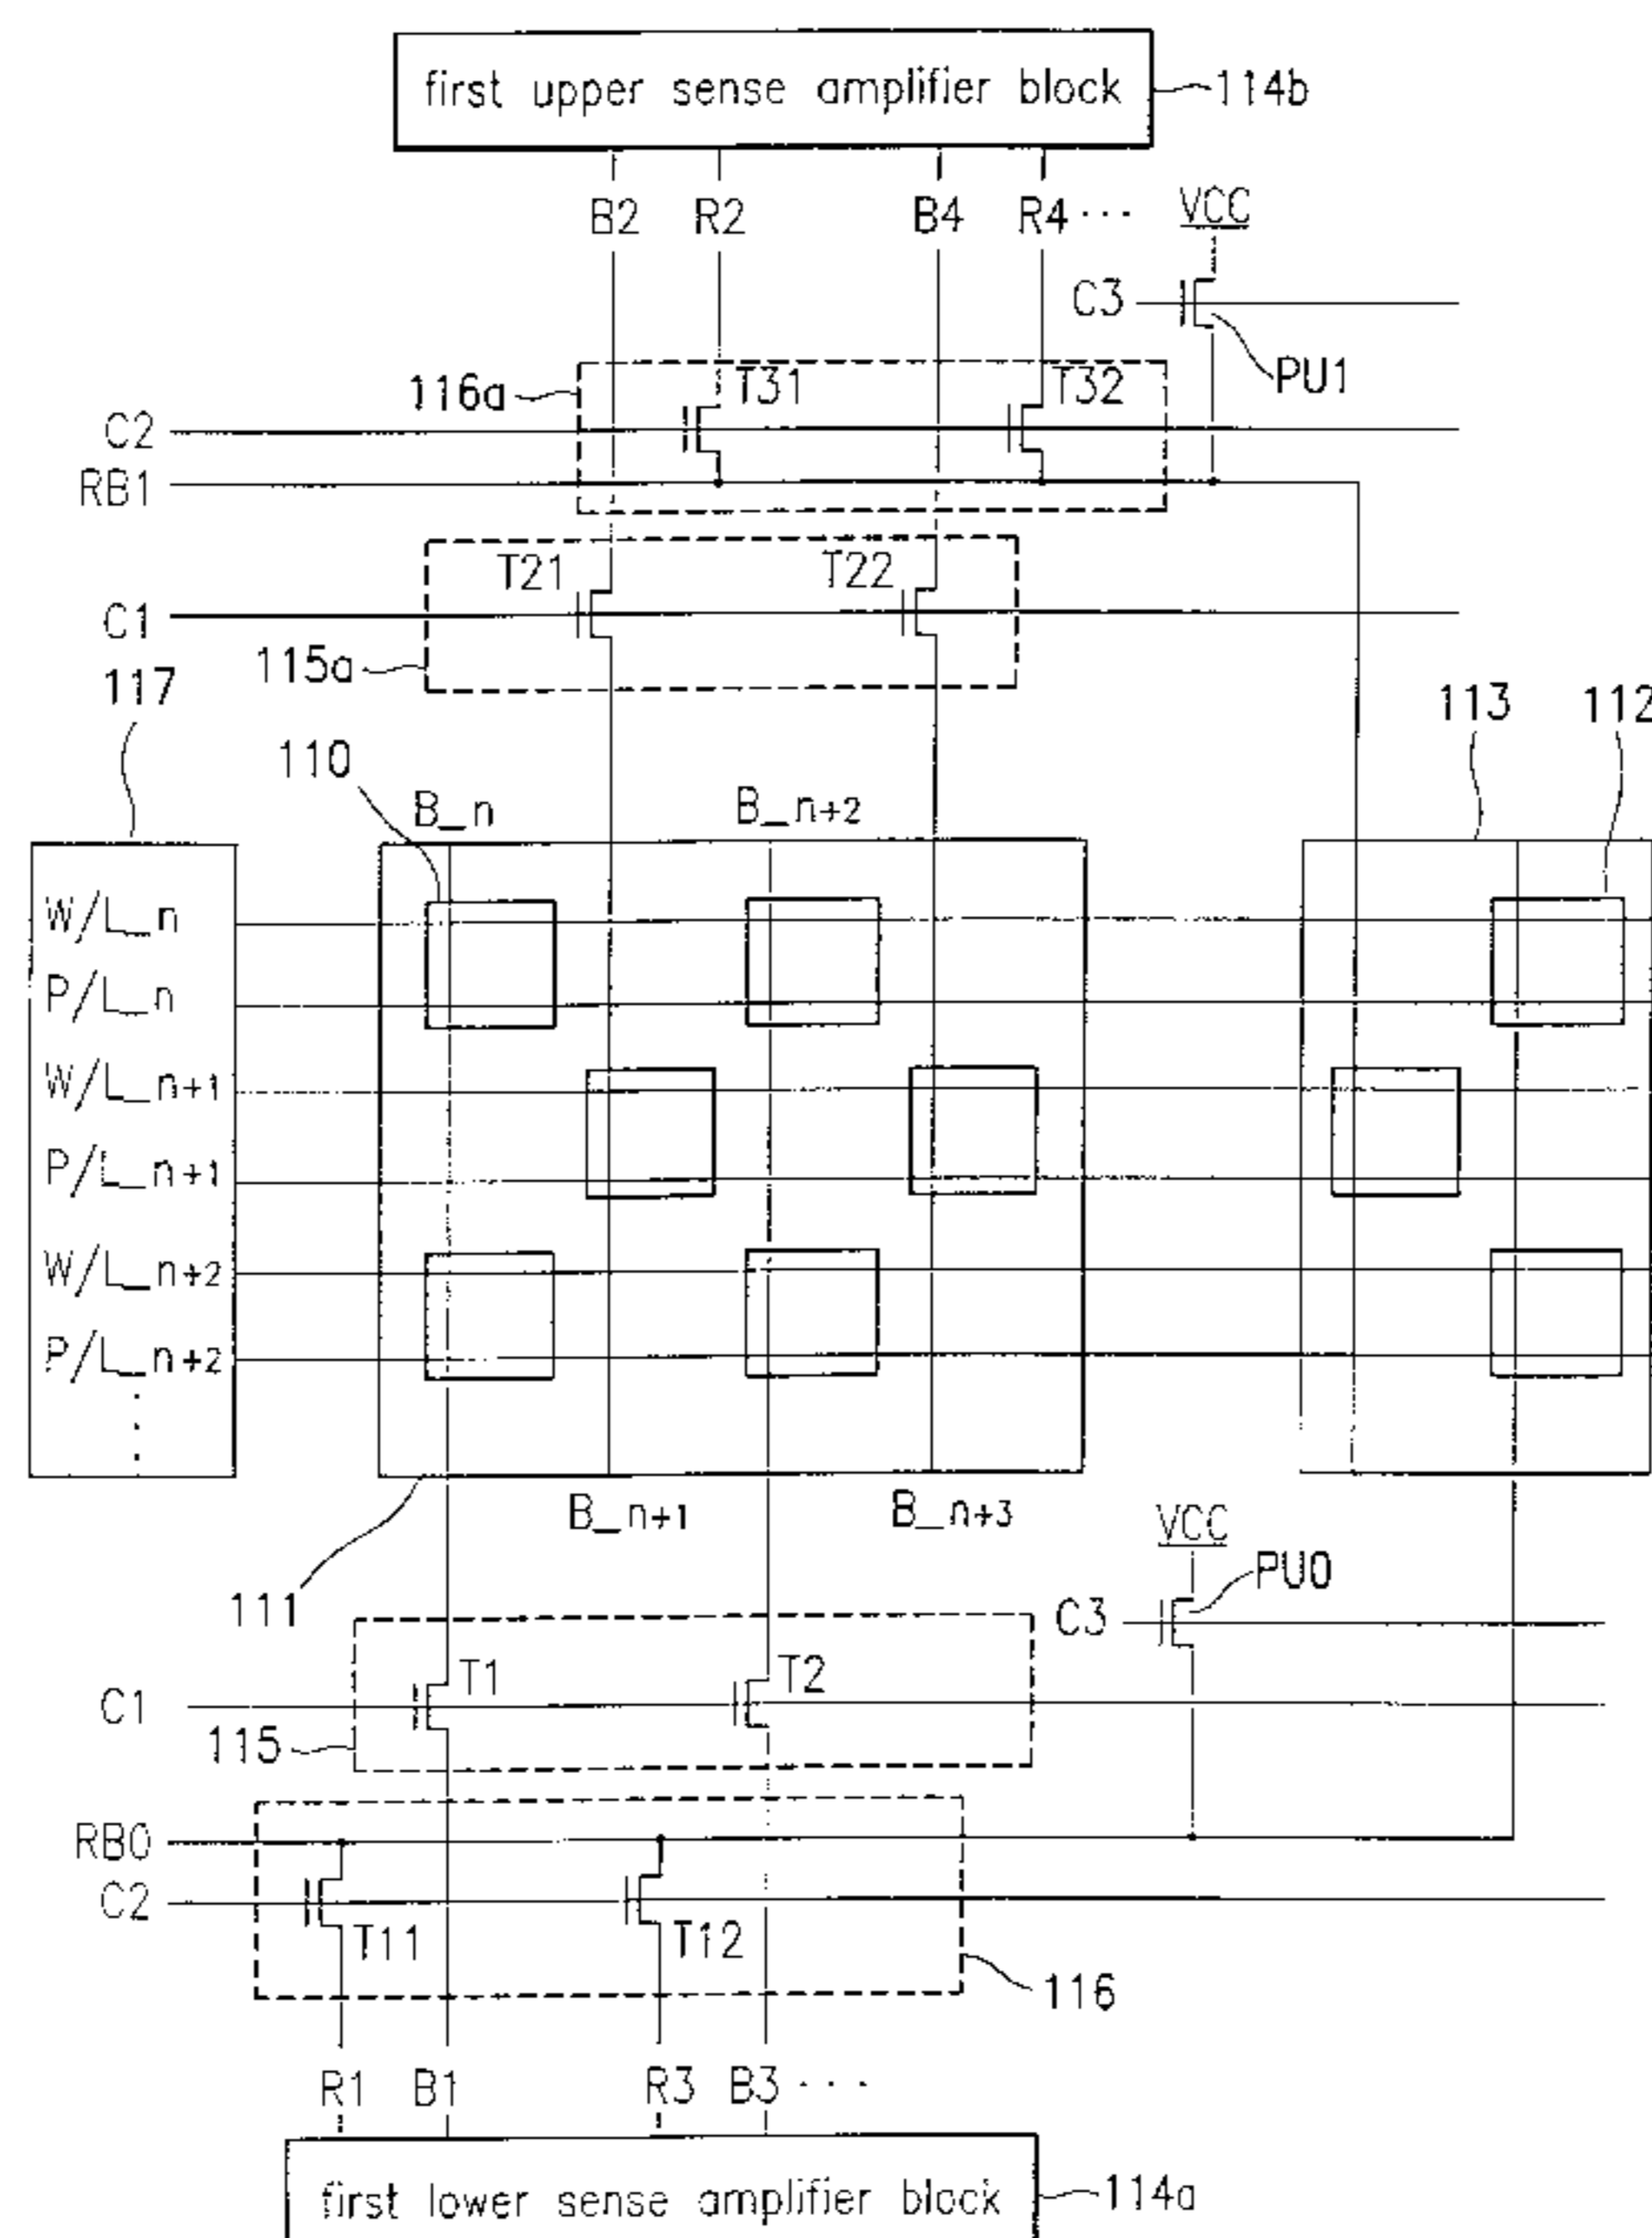 first upper sense amplifier block 114b
B2 R2 B4 R4 ··· VCC
C3
PU1
116a T31 T32
C2
RB1
T21 T22
C1
115a
117 113 112
110
B_n B_n+2
W/L_n
P/L_n
W/L_n+1
P/L_n+1
W/L_n+2
P/L_n+2
B_n+1 B_n+3
VCC
PU0
111
C3
T1 T2
C1
115
RB0
C2
T11 T12
116
R1 B1 R3 B3 ···
first lower sense amplifier block 114a